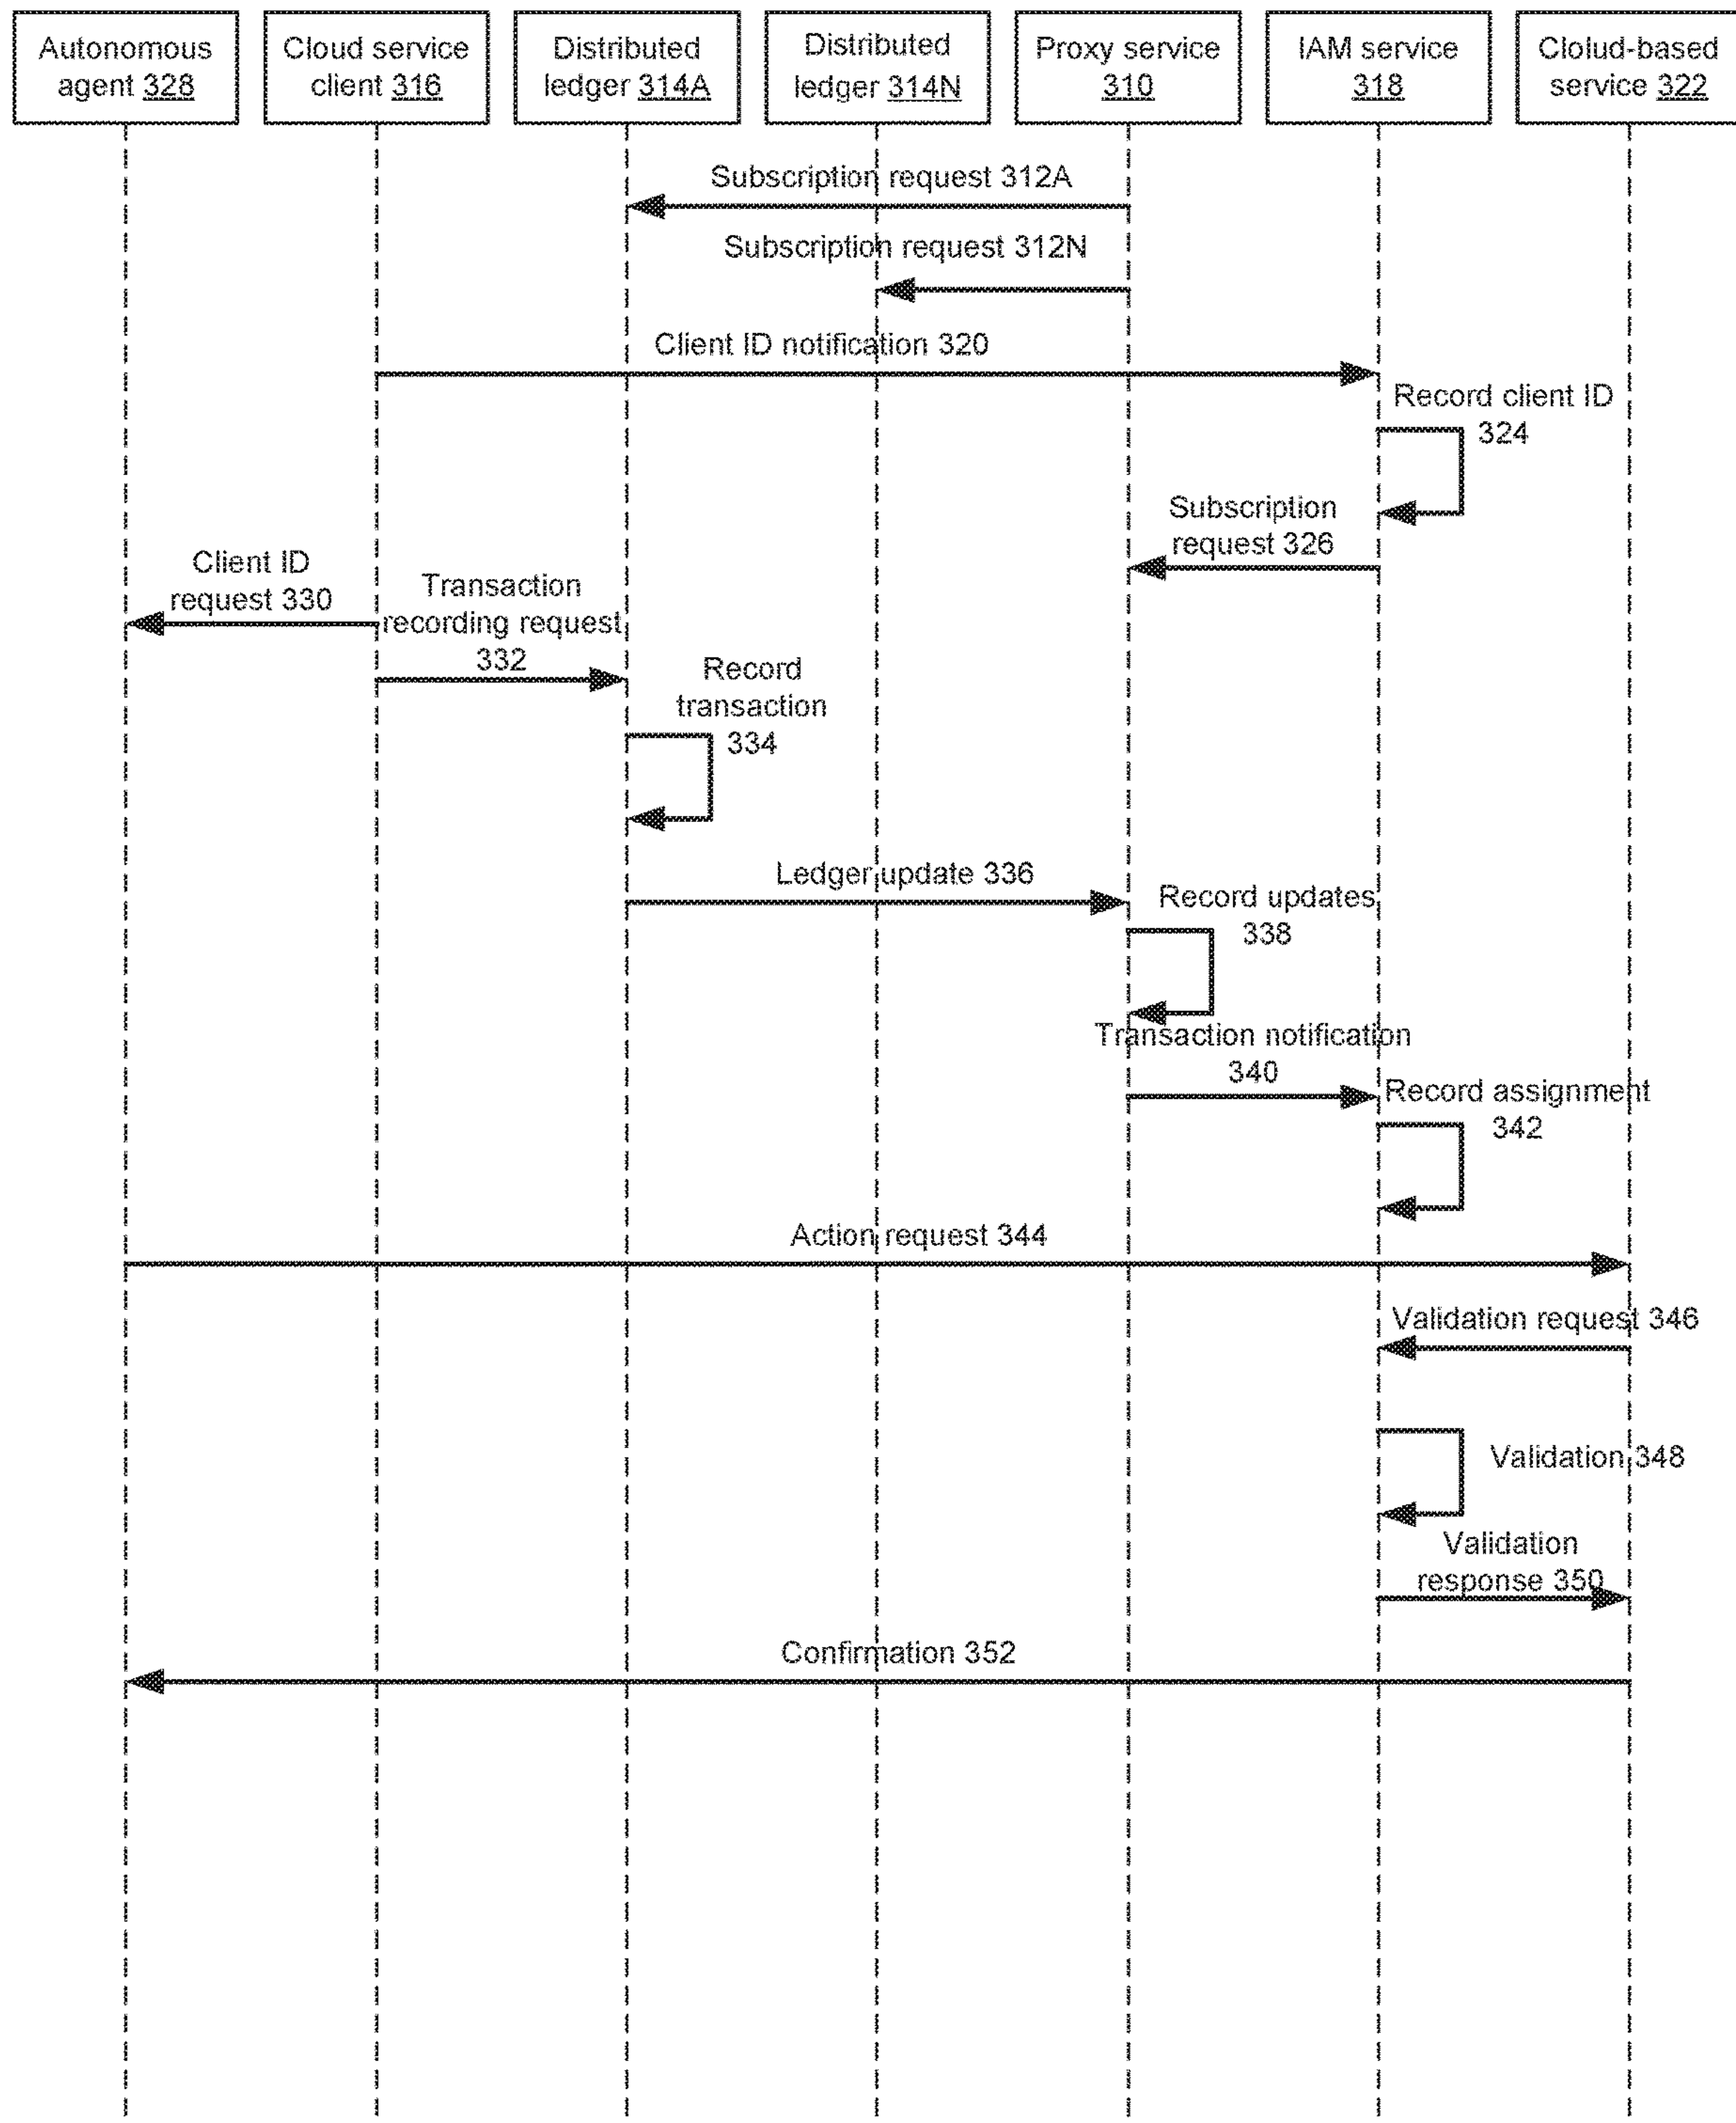 Autonomous
agent 328
Cloud service
client 316
Distributed
ledger 314A
Distributed
ledger 314N
Proxy service
310
IAM service
318
Clolud-based
service 322
Subscription request 312A
Subscription request 312N
Client ID notification 320
Record client ID
324
Subscription
request 326
Client ID
request 330
Transaction
recording request
332
Record
transaction
334
Ledger update 336
Record updates
338
Transaction notification
340
Record assignment
342
Action request 344
Validation request 346
Validation 348
Validation
response 350
Confirmation 352